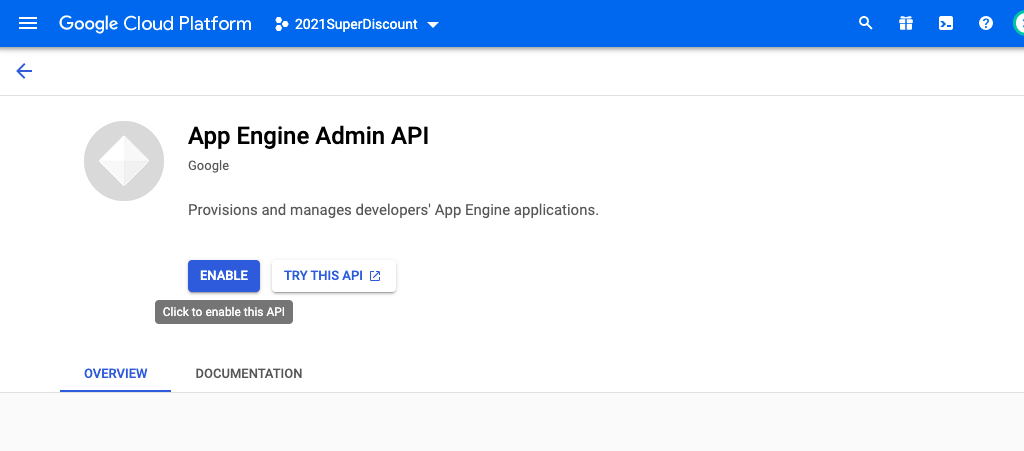 Google Cloud Platform
2021SuperDiscount
App Engine Admin API
Google
Provisions and manages developers' App Engine applications.
ENABLE
TRY THIS API
Click to enable this API
OVERVIEW
DOCUMENTATION